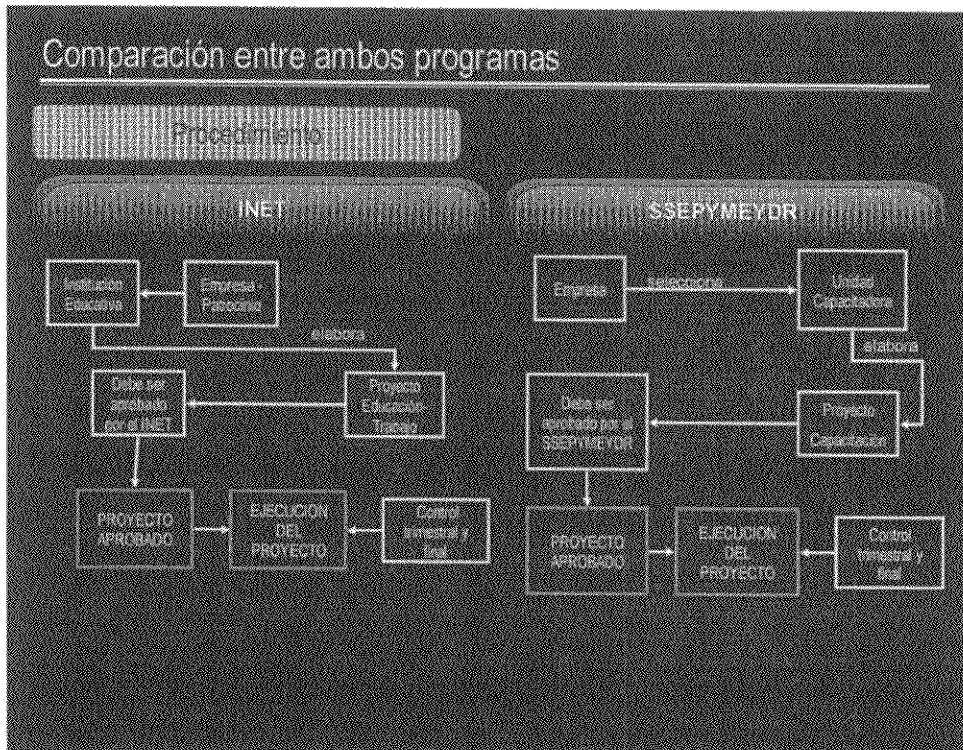 Comparación entre ambos programas
Procedimiento
INET
Institución
Educativa
Empresa -
Patrocinio
elabora
Debe ser
aprobado
por el INET
Proyecto
Educación-
Trabajo
PROYECTO
APROBADO
EJECUCION
DEL
PROYECTO
Control
trimestral y
final
SSEPYMEYDR
Empresa
selecciona
Unidad
Capacitadora
elabora
Debe ser
aprobado por el
SSEPYMEYDR
Proyecto
Capacitación
PROYECTO
APROBADO
EJECUCION
DEL
PROYECTO
Control
trimestral y
final